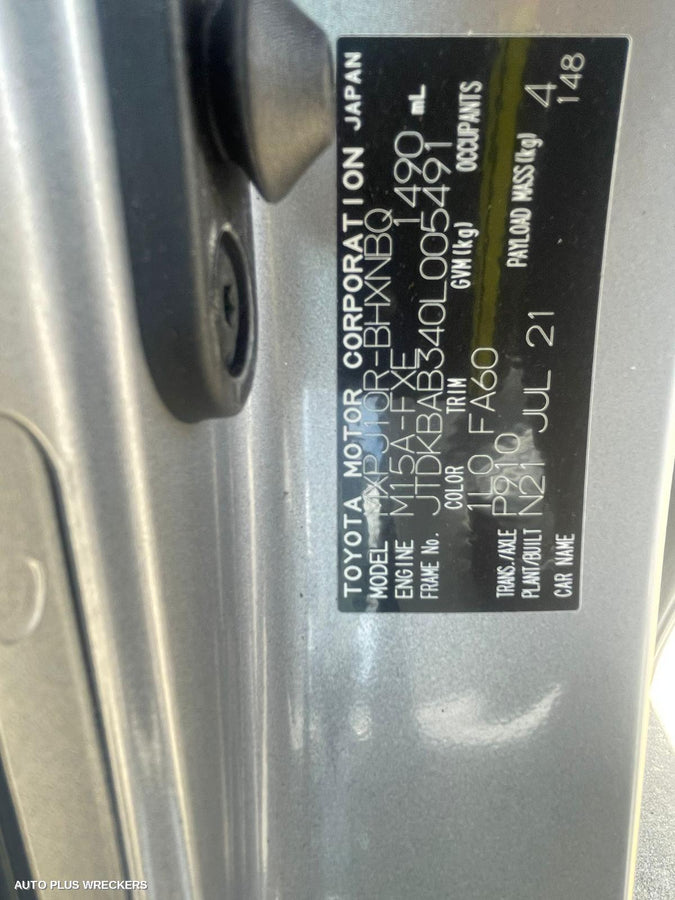 TOYOTA MOTOR CORPORATION JAPAN
MODEL MXPJ10R-BHXNBQ
ENGINE M15A-FXE 1490 mL
FRAME No. JTDKBAB340L005491
COLOR TRIM GVM(kg) OCCUPANTS
1L0 FA60 4
TRANS./AXLE P910 PAYLOAD MASS(kg) 148
PLANT/BUILT N21 JUL 21
CAR NAME
AUTO PLUS WRECKERS